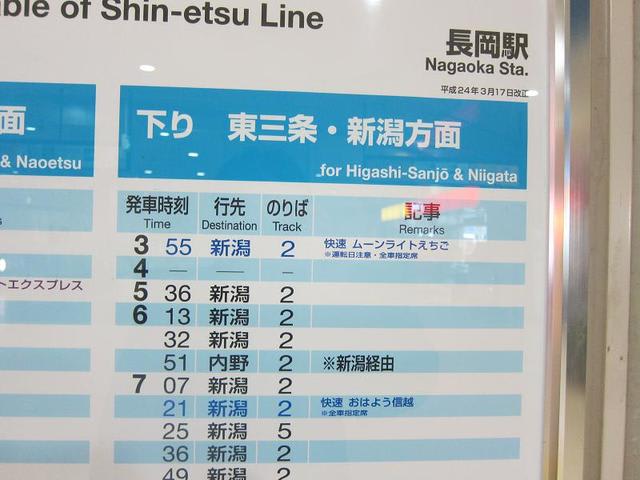 ble of Shin-etsu Line
長岡駅
Nagaoka Sta.
平成24年3月17日改正
面
& Naoetsu
下り 東三条・新潟方面
for Higashi-Sanjō & Niigata
発車時刻 行先 のりば 記事
Time Destination Track Remarks
3 55 新潟 2 快速 ムーンライトえちご
※運転日注意・全車指定席
4 — — –
トエクスプレス
5 36 新潟 2
6 13 新潟 2
32 新潟 2
51 内野 2 ※新潟経由
7 07 新潟 2
21 新潟 2 快速 おはよう信越
※全車指定席
25 新潟 5
36 新潟 2
49 新潟 2